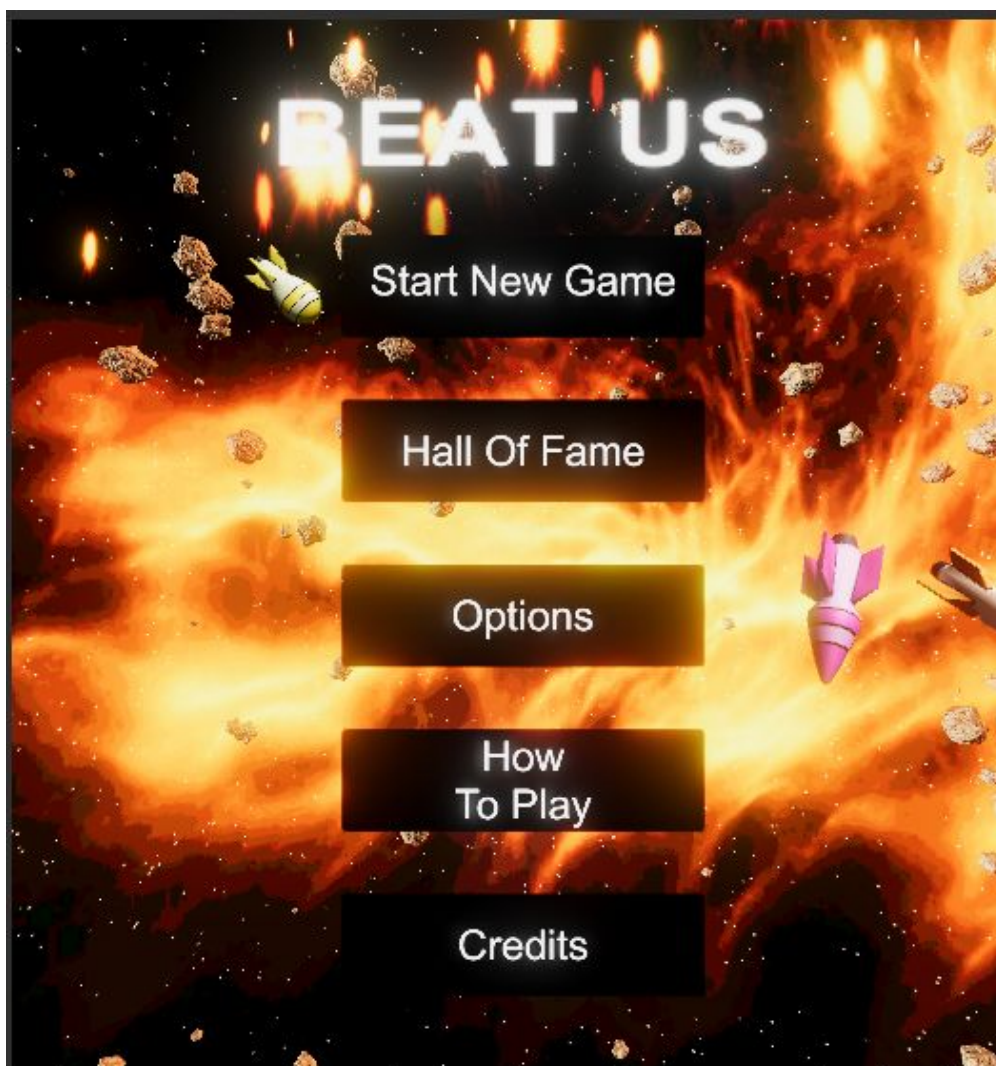 BEAT US
Start New Game
Hall Of Fame
Options
How
To Play
Credits